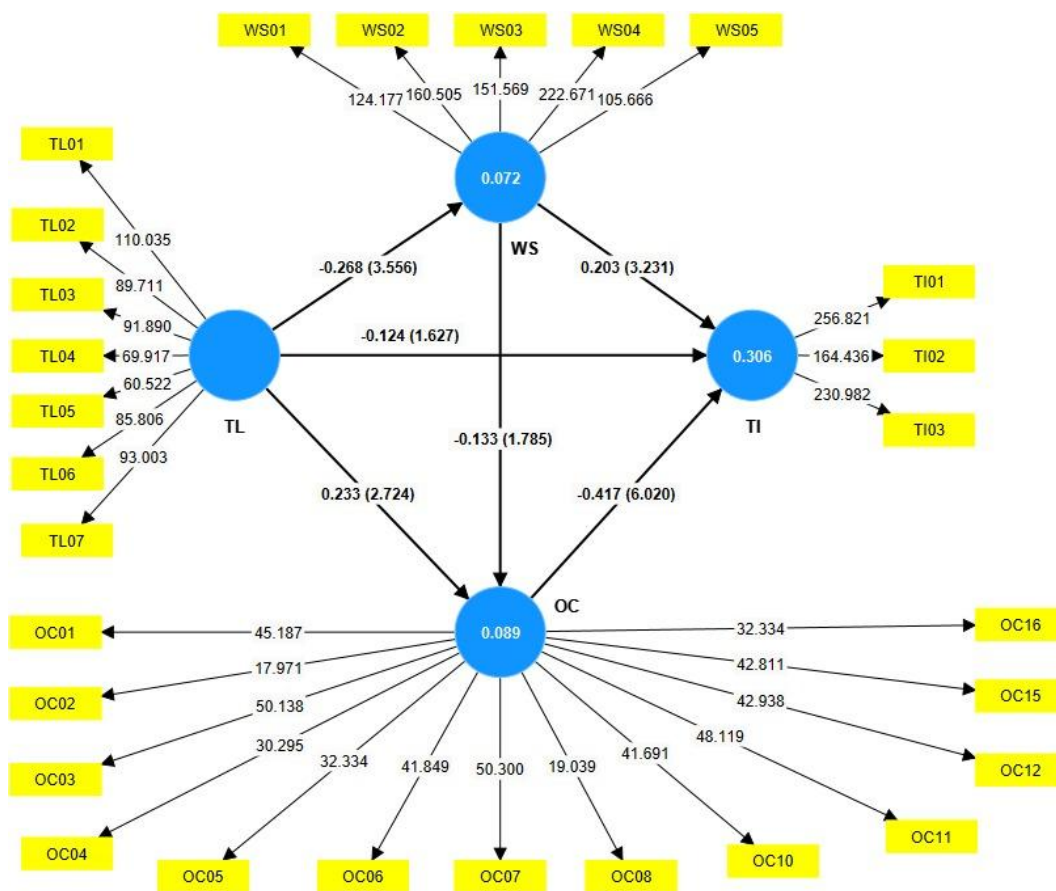 WS01 WS02 WS03 WS04 WS05
124.177 160.505 151.569 222.671 105.666
TL01
TL02
TL03
TL04
TL05
TL06
TL07
110.035
89.711
91.890
69.917
60.522
85.806
93.003
TL
0.072
WS
-0.268 (3.556)
0.203 (3.231)
-0.124 (1.627)
-0.133 (1.785)
0.233 (2.724)
-0.417 (6.020)
0.306
TI
256.821
164.436
230.982
TI01
TI02
TI03
OC
0.089
OC01
OC02
OC03
OC04
OC05
OC06
OC07
OC08
OC10
OC11
OC12
OC15
OC16
45.187
17.971
50.138
30.295
32.334
41.849
50.300
19.039
41.691
48.119
42.938
42.811
32.334